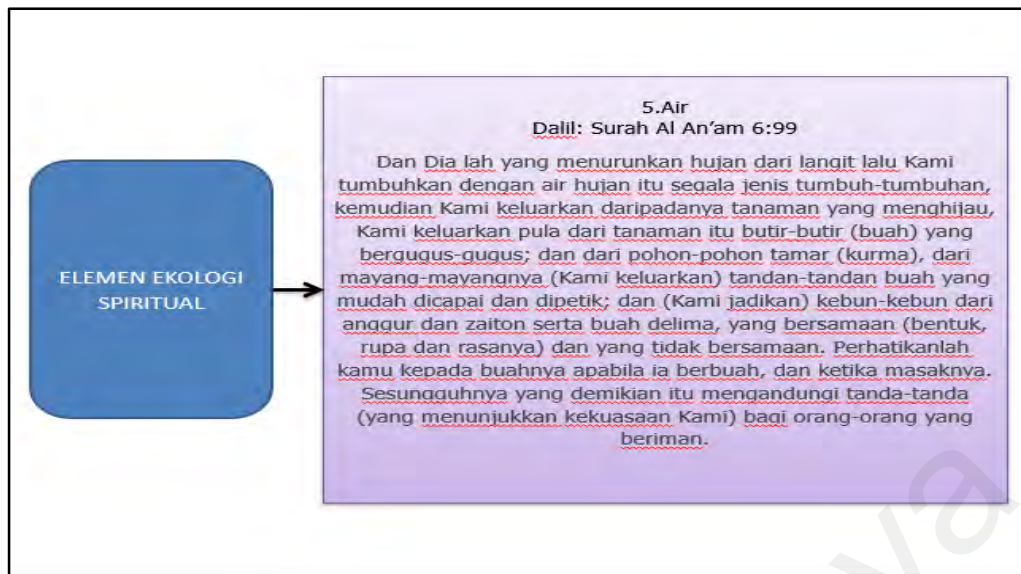 ELEMEN EKOLOGI
SPIRITUAL
5.Air
Dalil: Surah Al An’am 6:99
Dan Dia lah yang menurunkan hujan dari langit lalu Kami
tumbuhkan dengan air hujan itu segala jenis tumbuh-tumbuhan,
kemudian Kami keluarkan daripadanya tanaman yang menghijau,
Kami keluarkan pula dari tanaman itu butir-butir (buah) yang
bergugus-gugus; dan dari pohon-pohon tamar (kurma), dari
mayang-mayangnya (Kami keluarkan) tandan-tandan buah yang
mudah dicapai dan dipetik; dan (Kami jadikan) kebun-kebun dari
anggur dan zaiton serta buah delima, yang bersamaan (bentuk,
rupa dan rasanya) dan yang tidak bersamaan. Perhatikanlah
kamu kepada buahnya apabila ia berbuah, dan ketika masaknya.
Sesungguhnya yang demikian itu mengandungi tanda-tanda
(yang menunjukkan kekuasaan Kami) bagi orang-orang yang
beriman.